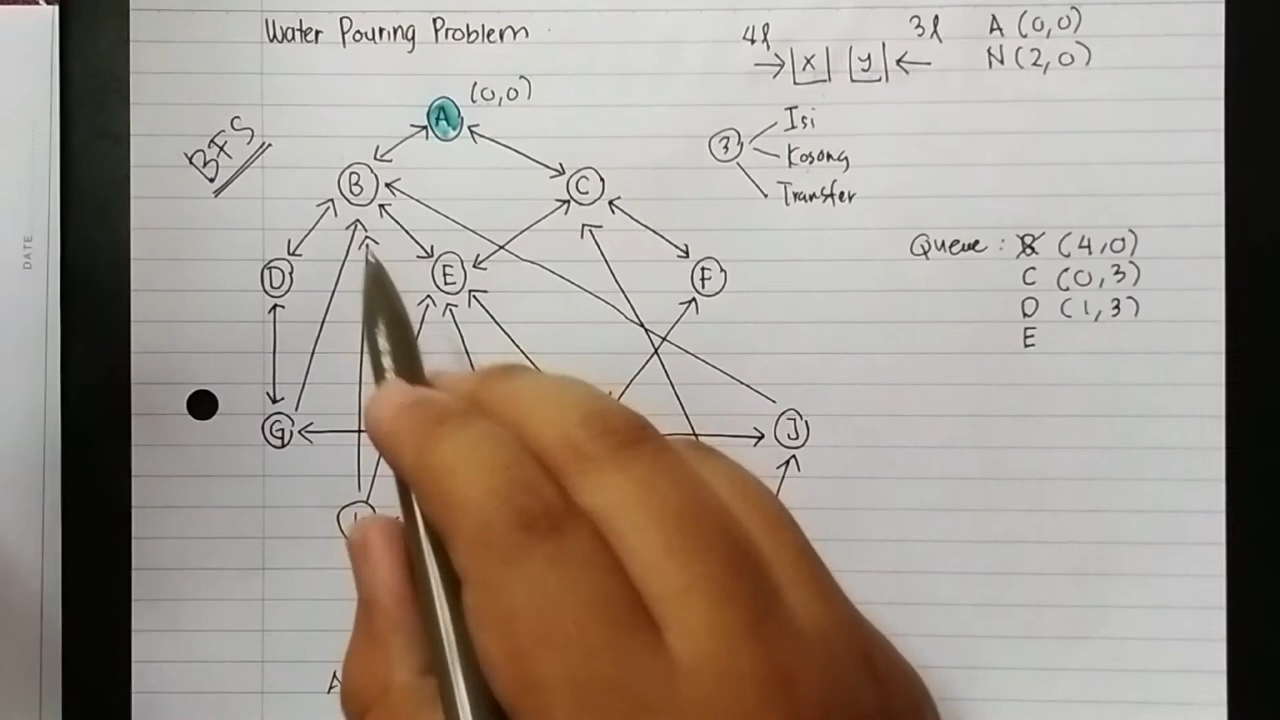 Water Pouring Problem
4l 3l A (0,0)
x y N (2,0)
BFS
A (0,0)
3 Isi
Kosong
Transfer
B C
D E F
G J
Queue : B (4,0)
C (0,3)
D (1,3)
E
A
DATE